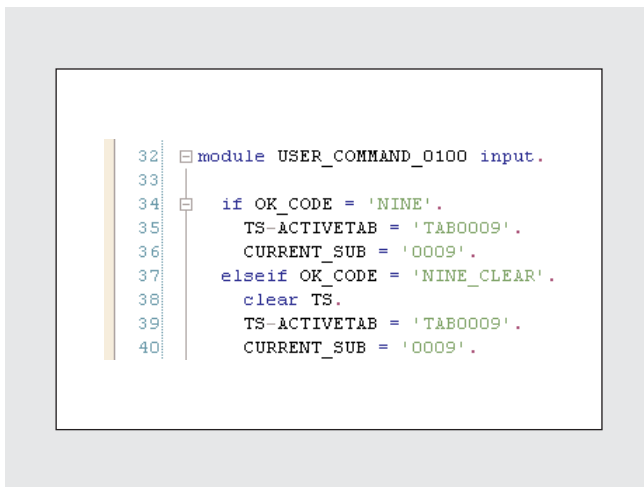 32 module USER_COMMAND_0100 input.
33
34 if OK_CODE = 'NINE'.
35 TS-ACTIVETAB = 'TAB0009'.
36 CURRENT_SUB = '0009'.
37 elseif OK_CODE = 'NINE_CLEAR'.
38 clear TS.
39 TS-ACTIVETAB = 'TAB0009'.
40 CURRENT_SUB = '0009'.